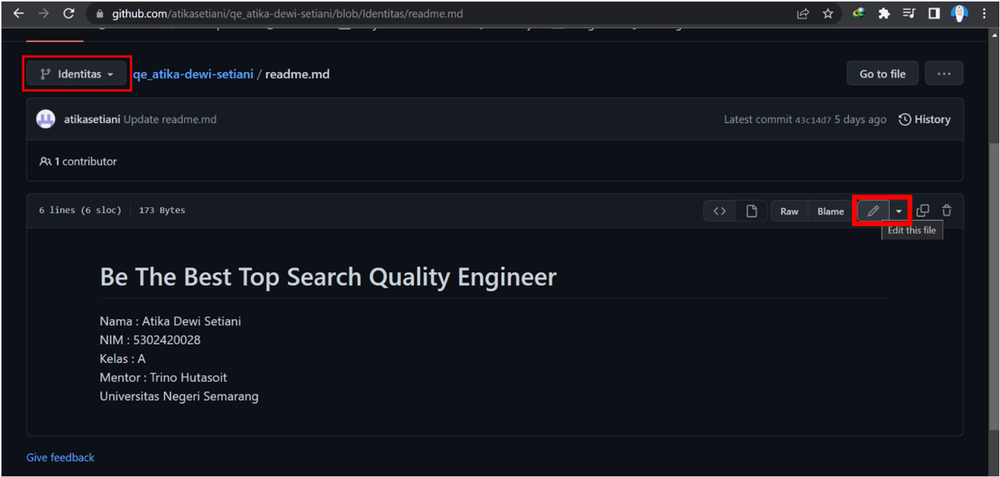 github.com/atikasetiani/qe_atika-dewi-setiani/blob/Identitas/readme.md
Identitas qe_atika-dewi-setiani / readme.md Go to file ...
atikasetiani Update readme.md Latest commit 43c14d7 5 days ago History
1 contributor
6 lines (6 sloc) 173 Bytes Raw Blame
Edit this file
Be The Best Top Search Quality Engineer
Nama : Atika Dewi Setiani
NIM : 5302420028
Kelas : A
Mentor : Trino Hutasoit
Universitas Negeri Semarang
Give feedback